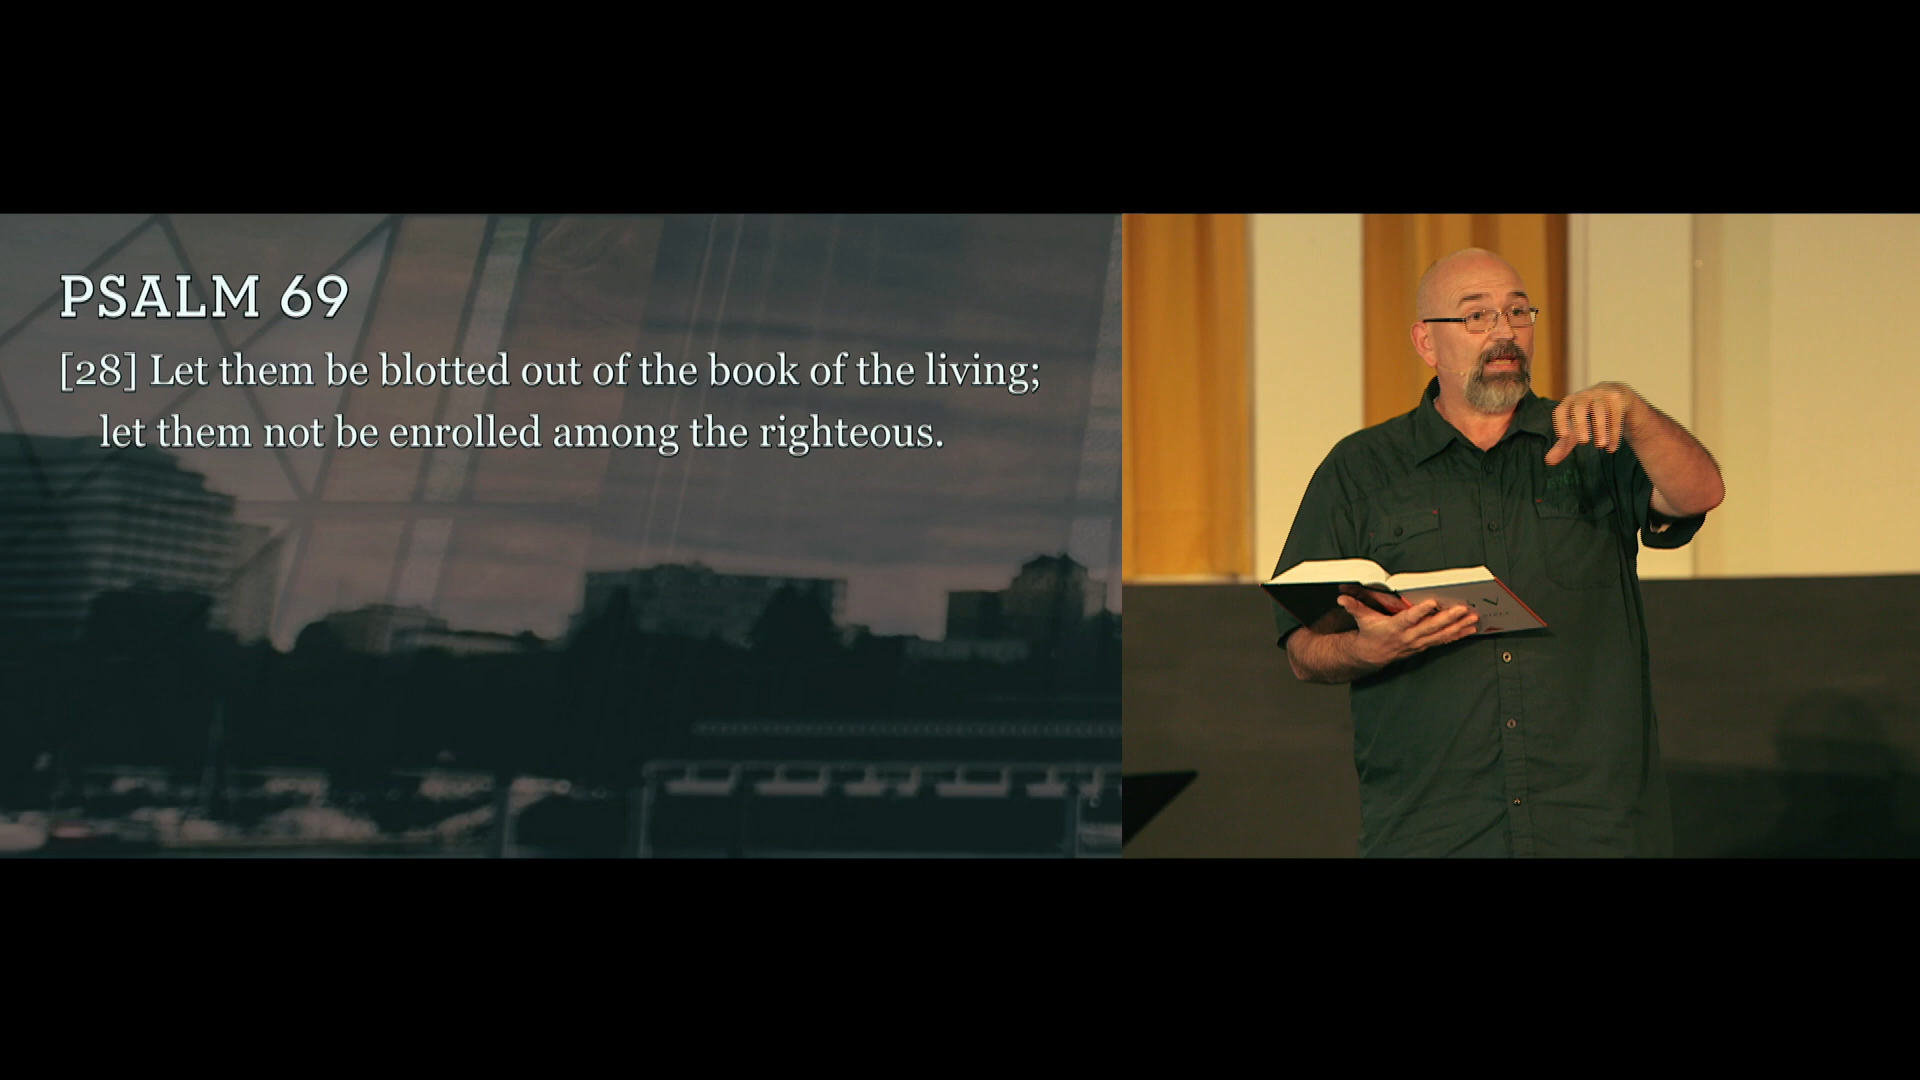 PSALM 69
[28] Let them be blotted out of the book of the living;
let them not be enrolled among the righteous.